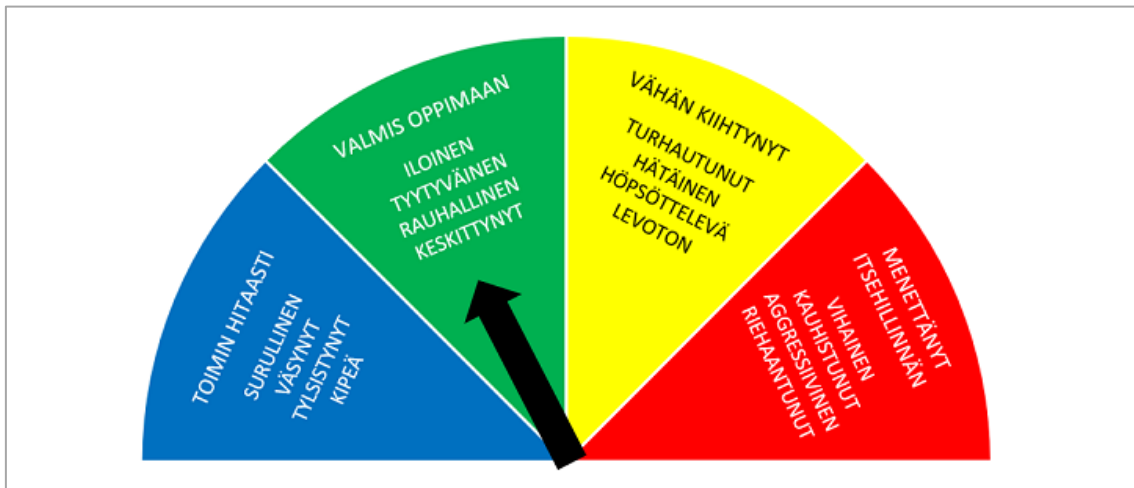 TOIMIN HITAASTI
SURULLINEN
VÄSYNYT
TYLSISTYNYT
KIPEÄ
VALMIS OPPIMAAN
ILOINEN
TYYTYVÄINEN
RAUHALLINEN
KESKITTYNYT
VÄHÄN KIIHTYNYT
TURHAUTUNUT
HÄTÄINEN
HÖPSÖTTELEVÄ
LEVOTON
MENETTÄNYT
ITSEHILLINNÄN
VIHAINEN
KAUHISTUNUT
AGGRESSIIVINEN
RIEHAANTUNUT